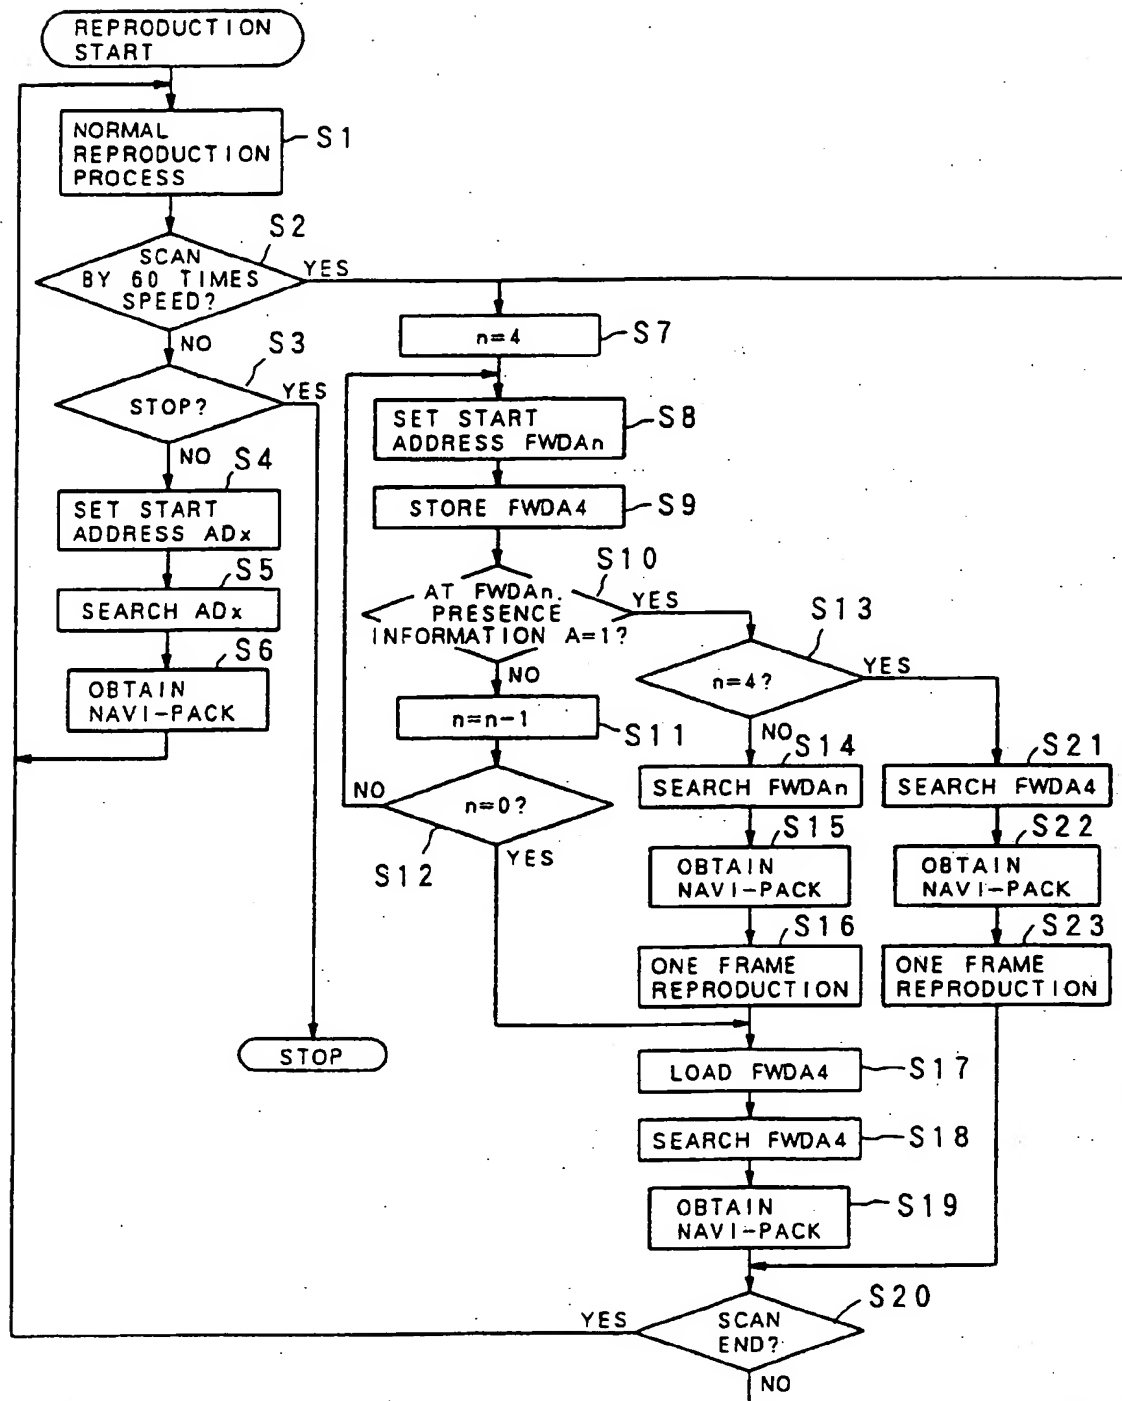 REPRODUCTION
START
NORMAL
REPRODUCTION
PROCESS
S1
SCAN
BY 60 TIMES
SPEED?
S2
YES
NO
STOP?
S3
YES
NO
SET START
ADDRESS ADx
S4
SEARCH ADx
S5
OBTAIN
NAVI-PACK
S6
STOP
n=4
S7
SET START
ADDRESS FWDAn
S8
STORE FWDA4
S9
AT FWDAn.
PRESENCE
INFORMATION A=1?
S10
YES
NO
n=n-1
S11
n=0?
S12
NO
YES
n=4?
S13
YES
NO
SEARCH FWDAn
S14
OBTAIN
NAVI-PACK
S15
ONE FRAME
REPRODUCTION
S16
LOAD FWDA4
S17
SEARCH FWDA4
S18
OBTAIN
NAVI-PACK
S19
SCAN
END?
S20
YES
NO
SEARCH FWDA4
S21
OBTAIN
NAVI-PACK
S22
ONE FRAME
REPRODUCTION
S23